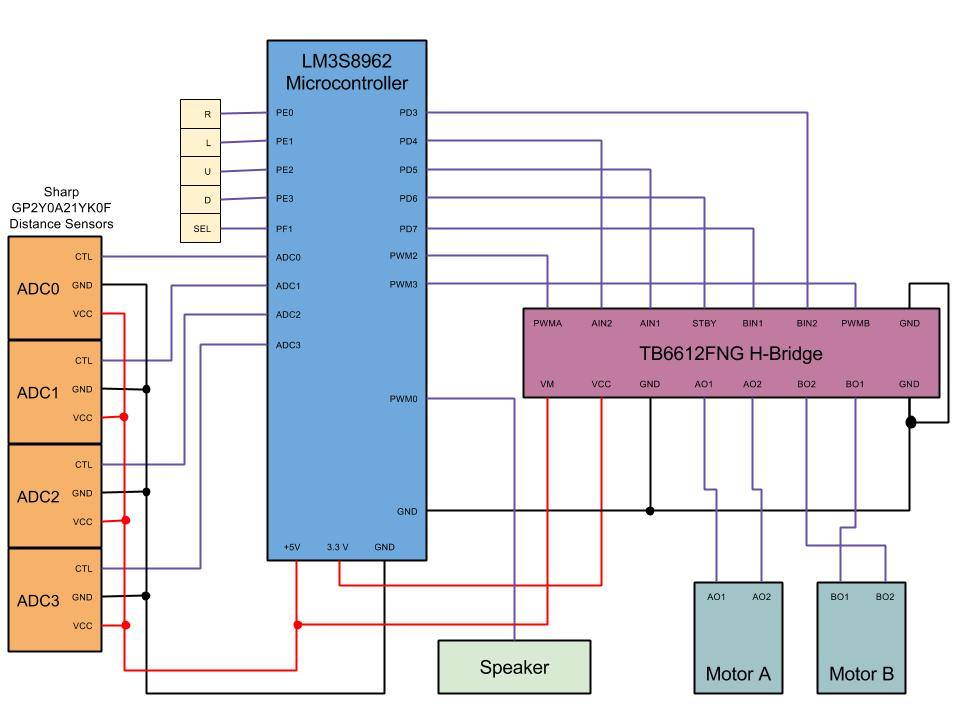 LM3S8962
Microcontroller
R
L
U
D
SEL
PE0
PE1
PE2
PE3
PF1
ADC0
ADC1
ADC2
ADC3
PD3
PD4
PD5
PD6
PD7
PWM2
PWM3
PWM0
GND
+5V
3.3 V
GND
Sharp
GP2Y0A21YK0F
Distance Sensors
ADC0
CTL
GND
VCC
ADC1
CTL
GND
VCC
ADC2
CTL
GND
VCC
ADC3
CTL
GND
VCC
PWMA
AIN2
AIN1
STBY
BIN1
BIN2
PWMB
GND
TB6612FNG H-Bridge
VM
VCC
GND
AO1
AO2
BO2
BO1
GND
Speaker
AO1
AO2
Motor A
BO1
BO2
Motor B